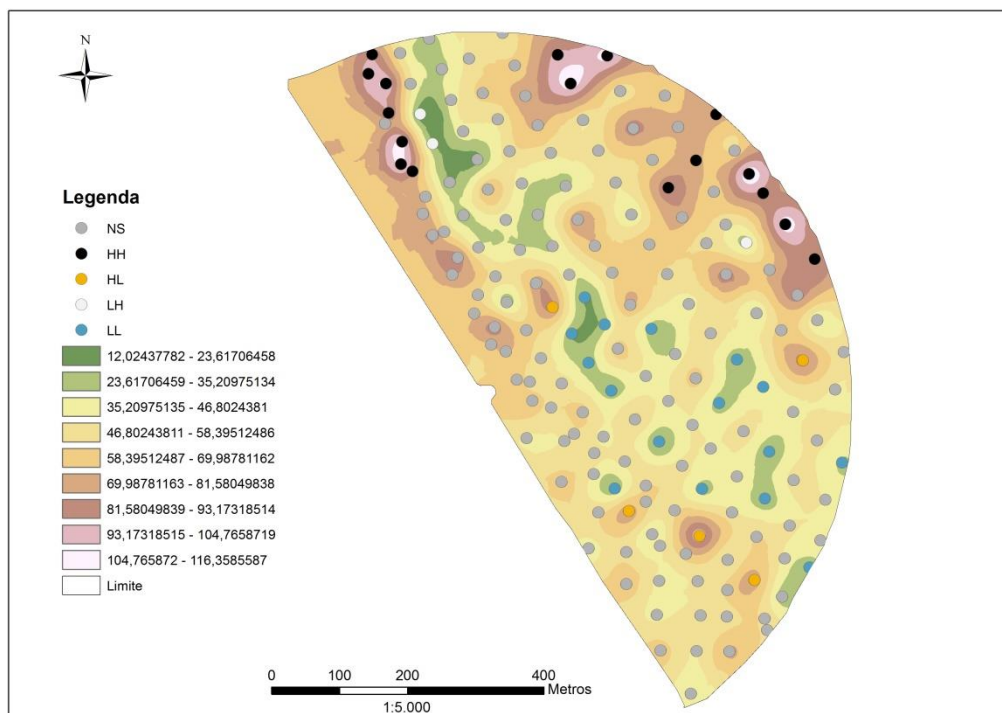 N
Legenda
NS
HH
HL
LH
LL
12,02437782 - 23,61706458
23,61706459 - 35,20975134
35,20975135 - 46,8024381
46,80243811 - 58,39512486
58,39512487 - 69,98781162
69,98781163 - 81,58049838
81,58049839 - 93,17318514
93,17318515 - 104,7658719
104,765872 - 116,3585587
Limite
0 100 200 400
Metros
1:5.000